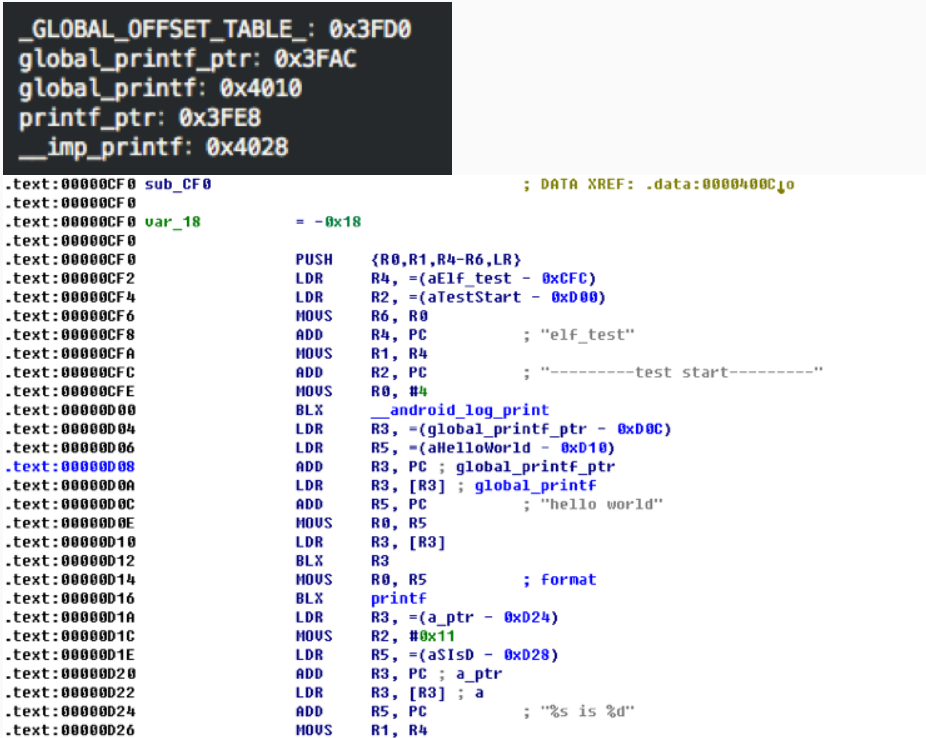 _GLOBAL_OFFSET_TABLE_: 0x3FD0
global_printf_ptr: 0x3FAC
global_printf: 0x4010
printf_ptr: 0x3FE8
__imp_printf: 0x4028
.text:00000CF0 sub_CF0 ; DATA XREF: .data:0000400C↓o
.text:00000CF0
.text:00000CF0 var_18 = -0x18
.text:00000CF0
.text:00000CF0 PUSH {R0,R1,R4-R6,LR}
.text:00000CF2 LDR R4, =(aElf_test - 0xCFC)
.text:00000CF4 LDR R2, =(aTestStart - 0xD00)
.text:00000CF6 MOVS R6, R0
.text:00000CF8 ADD R4, PC ; "elf_test"
.text:00000CFA MOVS R1, R4
.text:00000CFC ADD R2, PC ; "---------test start---------"
.text:00000CFE MOVS R0, #4
.text:00000D00 BLX __android_log_print
.text:00000D04 LDR R3, =(global_printf_ptr - 0xD0C)
.text:00000D06 LDR R5, =(aHelloWorld - 0xD10)
.text:00000D08 ADD R3, PC ; global_printf_ptr
.text:00000D0A LDR R3, [R3] ; global_printf
.text:00000D0C ADD R5, PC ; "hello world"
.text:00000D0E MOVS R0, R5
.text:00000D10 LDR R3, [R3]
.text:00000D12 BLX R3
.text:00000D14 MOVS R0, R5 ; format
.text:00000D16 BLX printf
.text:00000D1A LDR R3, =(a_ptr - 0xD24)
.text:00000D1C MOVS R2, #0x11
.text:00000D1E LDR R5, =(aSIsD - 0xD28)
.text:00000D20 ADD R3, PC ; a_ptr
.text:00000D22 LDR R3, [R3] ; a
.text:00000D24 ADD R5, PC ; "%s is %d"
.text:00000D26 MOVS R1, R4